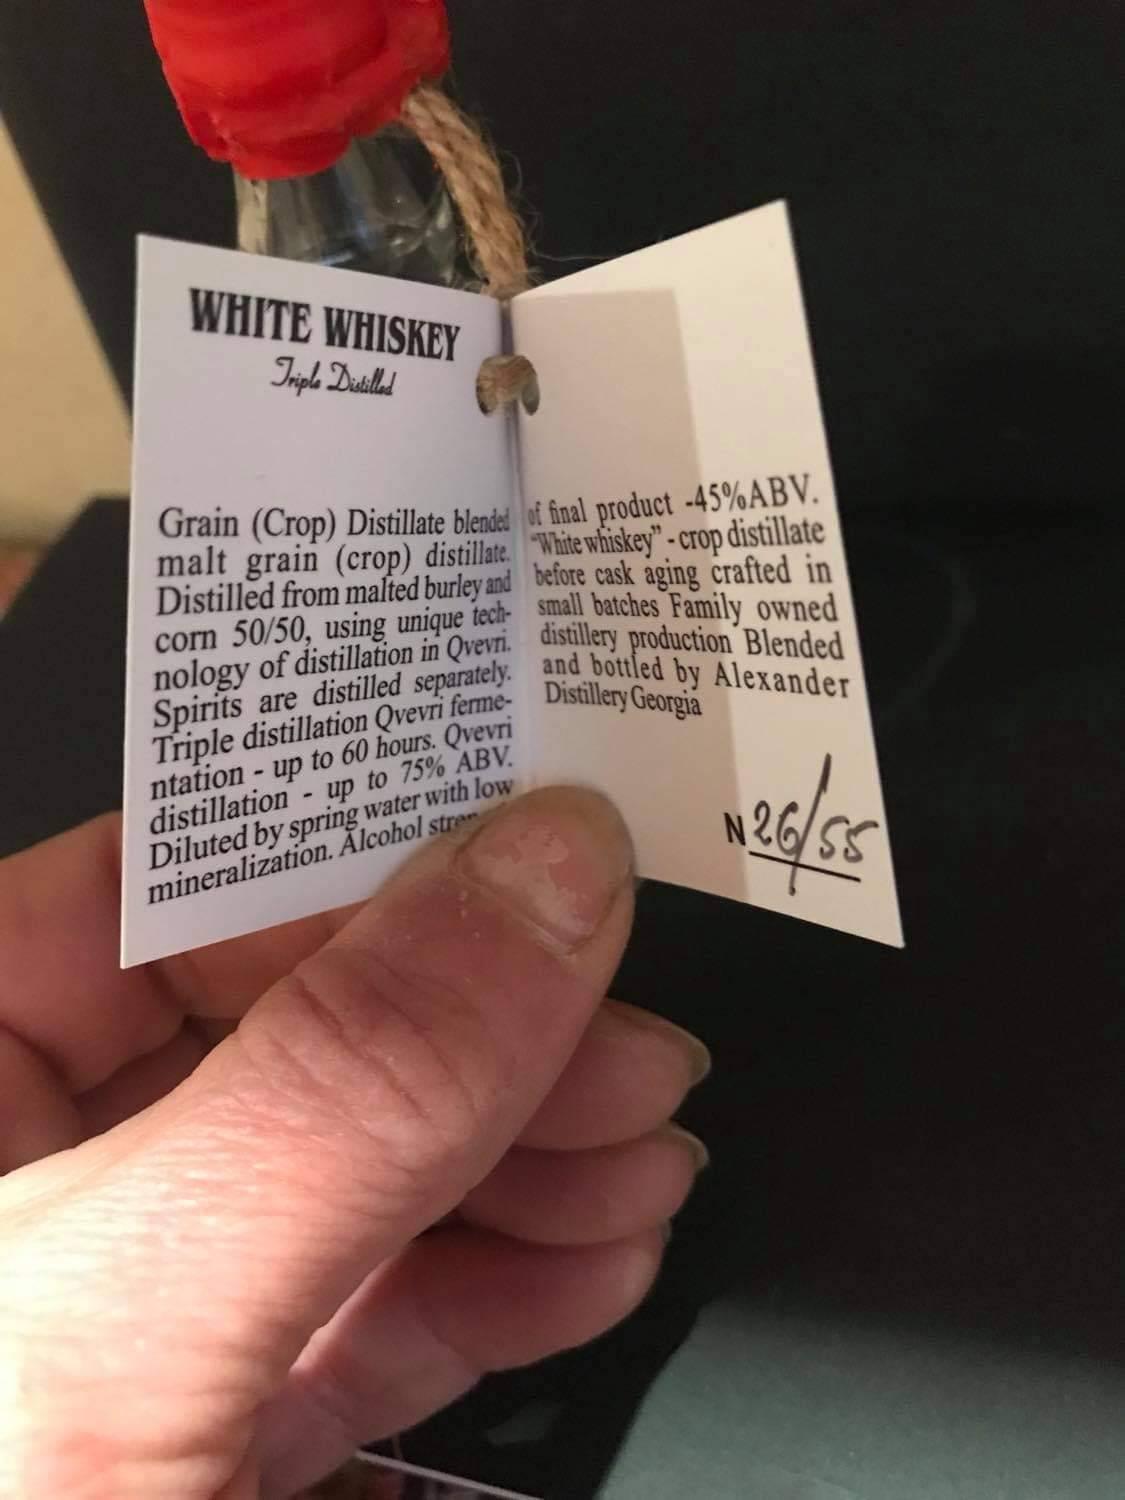 WHITE WHISKEY
Triple Distilled
Grain (Crop) Distillate blended
malt grain (crop) distillate.
Distilled from malted burley and
corn 50/50, using unique tech-
nology of distillation in Qvevri.
Spirits are distilled separately.
Triple distillation Qvevri ferme-
ntation - up to 60 hours. Qvevri
distillation - up to 75% ABV.
Diluted by spring water with low
mineralization. Alcohol
of final product -45%ABV.
"White whiskey" - crop distillate
before cask aging crafted in
small batches Family owned
distillery production Blended
and bottled by Alexander
Distillery Georgia
N 26/55